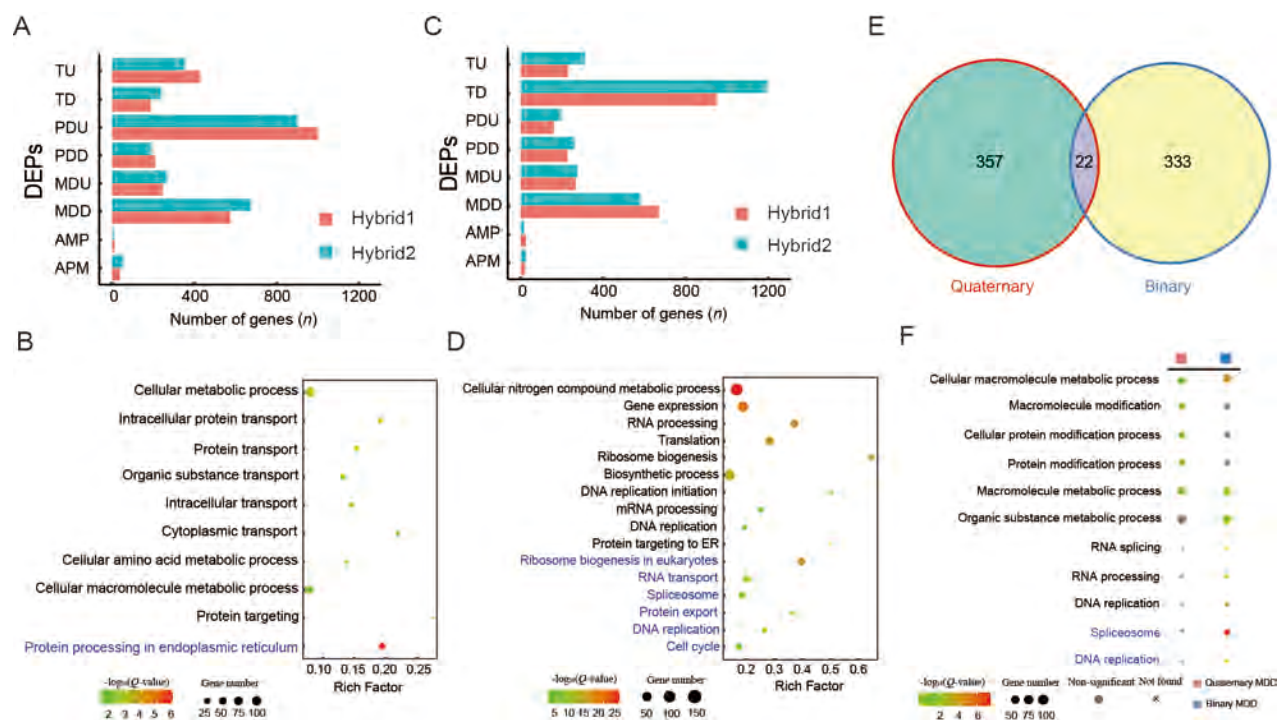 A
DEPs
TU
TD
PDU
PDD
MDU
MDD
AMP
APM
Hybrid1
Hybrid2
0 400 800 1200
Number of genes (n)
C
DEPs
TU
TD
PDU
PDD
MDU
MDD
AMP
APM
Hybrid1
Hybrid2
0 400 800 1200
Number of genes (n)
E
357 22 333
Quaternary Binary
B
Cellular metabolic process
Intracellular protein transport
Protein transport
Organic substance transport
Intracellular transport
Cytoplasmic transport
Cellular amino acid metabolic process
Cellular macromolecule metabolic process
Protein targeting
Protein processing in endoplasmic reticulum
0.10 0.20 0.25
Rich Factor
-log₁₀(Q-value)
2 3 4 5 6
Gene number
25 50 75 100
D
Cellular nitrogen compound metabolic process
Gene expression
RNA processing
Translation
Ribosome biogenesis
Biosynthetic process
DNA replication initiation
mRNA processing
DNA replication
Protein targeting to ER
Ribosome biogenesis in eukaryotes
RNA transport
Spliceosome
Protein export
DNA replication
Cell cycle
0.2 0.3 0.4 0.5 0.6
Rich Factor
-log₁₀(Q-value)
5 10 15 20 25
Gene number
50 100 150
F
Cellular macromolecule metabolic process
Macromolecule modification
Cellular protein modification process
Protein modification process
Macromolecule metabolic process
Organic substance metabolic process
RNA splicing
RNA processing
DNA replication
Spliceosome
DNA replication
-log₁₀(Q-value)
2 4 6
Gene number
50 75 100
Non-significant
Not found
Quaternary MDD
Binary MDD